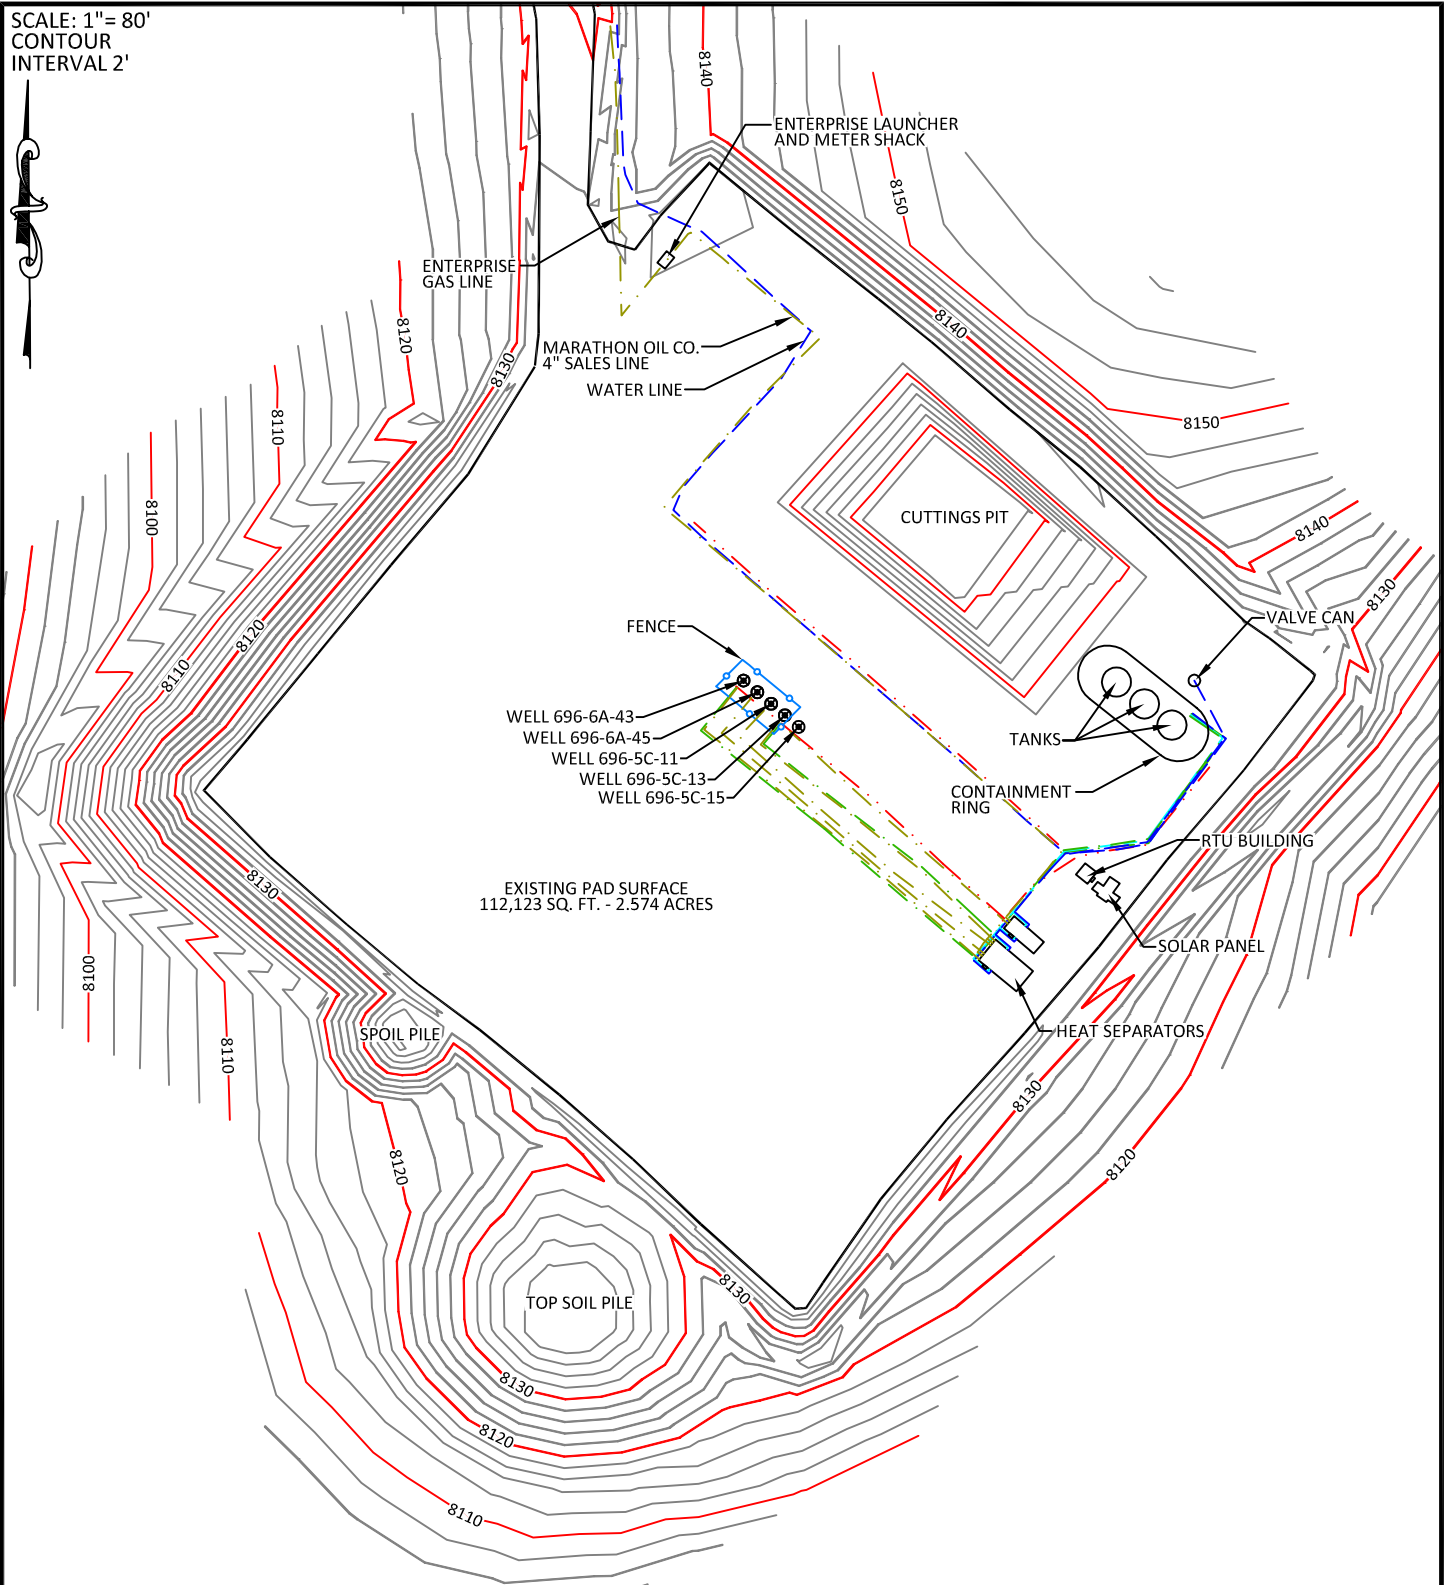 SCALE: 1"= 80'
CONTOUR
INTERVAL 2'
8140
ENTERPRISE LAUNCHER
AND METER SHACK
8150
ENTERPRISE
GAS LINE
8120
8130
8140
MARATHON OIL CO.
4" SALES LINE
WATER LINE
8110
8150
8100
CUTTINGS PIT
8140
8130
VALVE CAN
FENCE
8120
8110
WELL 696-6A-43
WELL 696-6A-45
WELL 696-5C-11
WELL 696-5C-13
WELL 696-5C-15
TANKS
CONTAINMENT
RING
RTU BUILDING
8130
EXISTING PAD SURFACE
112,123 SQ. FT. - 2.574 ACRES
SOLAR PANEL
8100
SPOIL PILE
HEAT SEPARATORS
8110
8130
8120
8120
8130
TOP SOIL PILE
8130
8120
8110